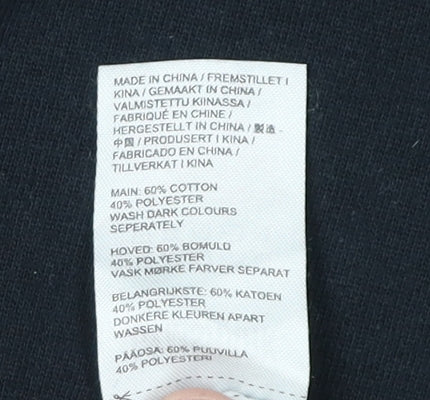 MADE IN CHINA / FREMSTILLET I
KINA / GEMAAKT IN CHINA /
VALMISTETTU KIINASSA /
FABRIQUÉ EN CHINE /
HERGESTELLT IN CHINA / 製造 -
中国 / PRODUSERT I KINA /
FABRICADO EN CHINA /
TILLVERKAT I KINA
MAIN: 60% COTTON
40% POLYESTER
WASH DARK COLOURS
SEPERATELY
HOVED: 60% BOMULD
40% POLYESTER
VASK MØRKE FARVER SEPARAT
BELANGRIJKSTE: 60% KATOEN
40% POLYESTER
DONKERE KLEUREN APART
WASSEN
PÄÄOSA: 60% PUUVILLA
40% POLYESTERI